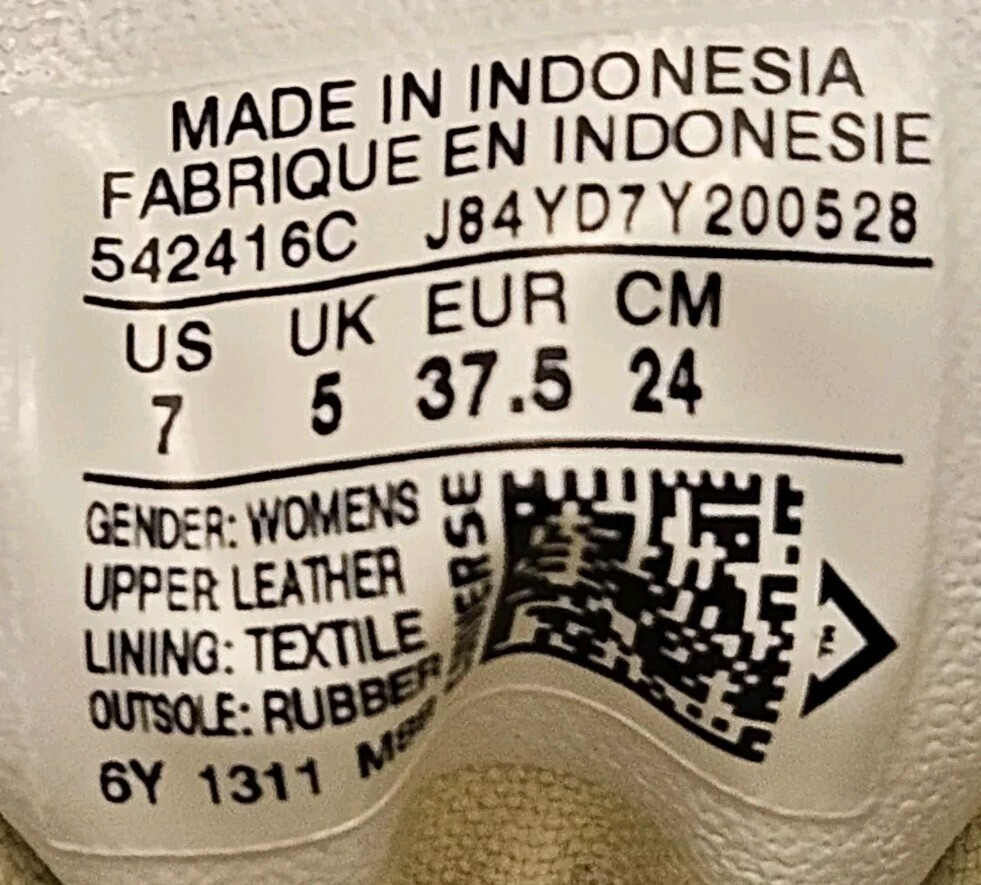 MADE IN INDONESIA
FABRIQUE EN INDONESIE
542416C J84YD7Y200528
US UK EUR CM
7 5 37.5 24
GENDER: WOMENS
UPPER LEATHER
LINING: TEXTILE
OUTSOLE: RUBBER
6Y 1311